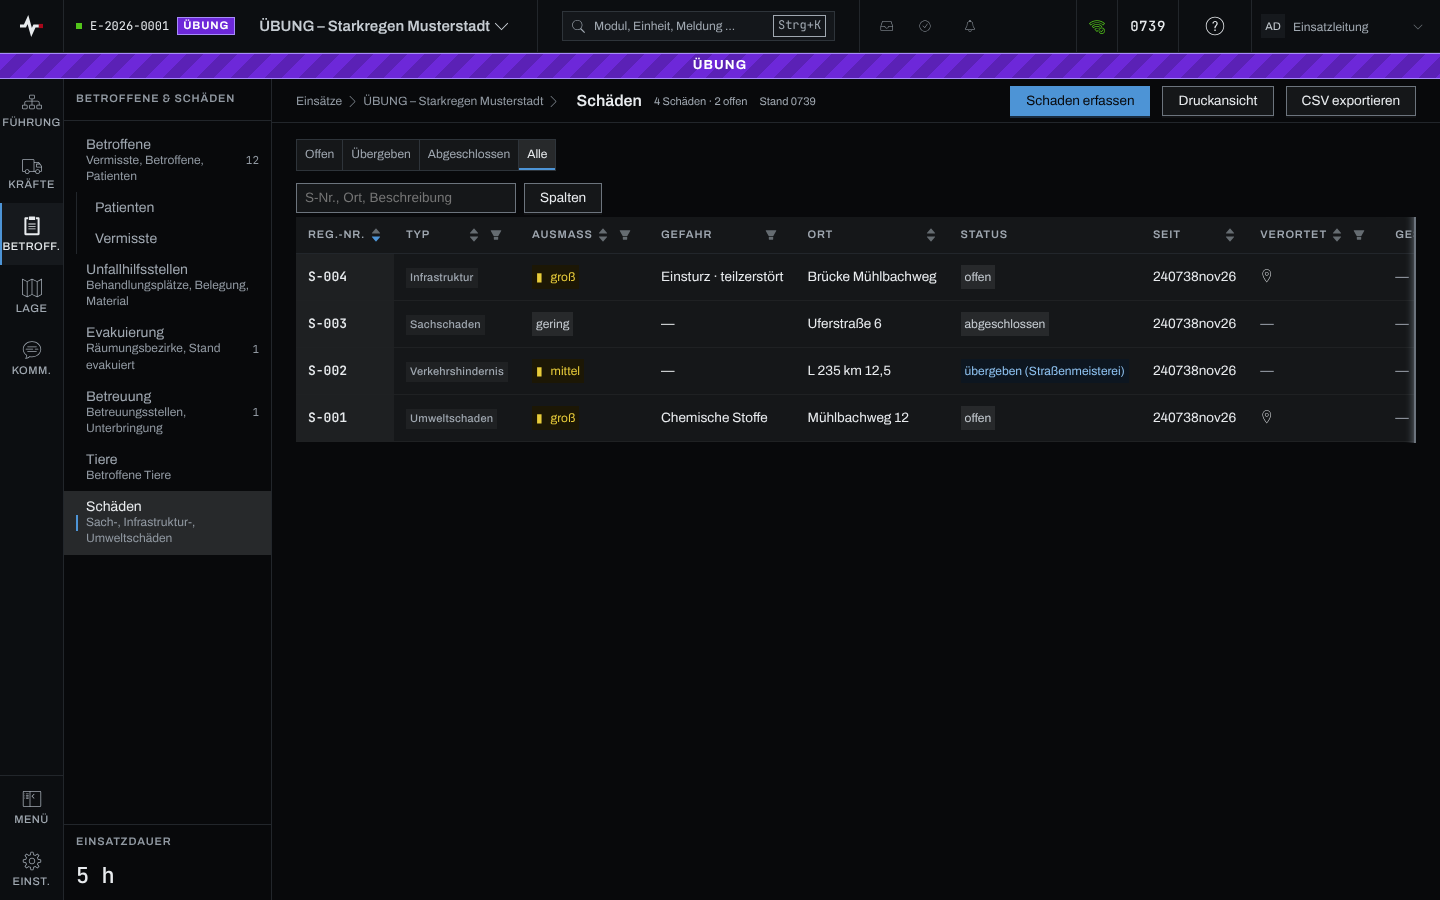 E-2026-0001 ÜBUNG ÜBUNG – Starkregen Musterstadt Modul, Einheit, Meldung ... Strg+K 0739 ? AD Einsatzleitung
ÜBUNG
FÜHRUNG
KRÄFTE
BETROFF.
LAGE
KOMM.
MENÜ
EINST.
BETROFFENE & SCHÄDEN
Betroffene
Vermisste, Betroffene, 12
Patienten
Patienten
Vermisste
Unfallhilfsstellen
Behandlungsplätze, Belegung,
Material
Evakuierung
Räumungsbezirke, Stand 1
evakuiert
Betreuung
Betreuungsstellen, 1
Unterbringung
Tiere
Betroffene Tiere
Schäden
Sach-, Infrastruktur-,
Umweltschäden
EINSATZDAUER
5 h
Einsätze ÜBUNG – Starkregen Musterstadt Schäden 4 Schäden · 2 offen Stand 0739 Schaden erfassen Druckansicht CSV exportieren
Offen Übergeben Abgeschlossen Alle
S-Nr., Ort, Beschreibung Spalten
REG.-NR. TYP AUSMASS GEFAHR ORT STATUS SEIT VERORTET GE
S-004 Infrastruktur groß Einsturz · teilzerstört Brücke Mühlbachweg offen 240738nov26 —
S-003 Sachschaden gering — Uferstraße 6 abgeschlossen 240738nov26 — —
S-002 Verkehrshindernis mittel — L 235 km 12,5 übergeben (Straßenmeisterei) 240738nov26 — —
S-001 Umweltschaden groß Chemische Stoffe Mühlbachweg 12 offen 240738nov26 —